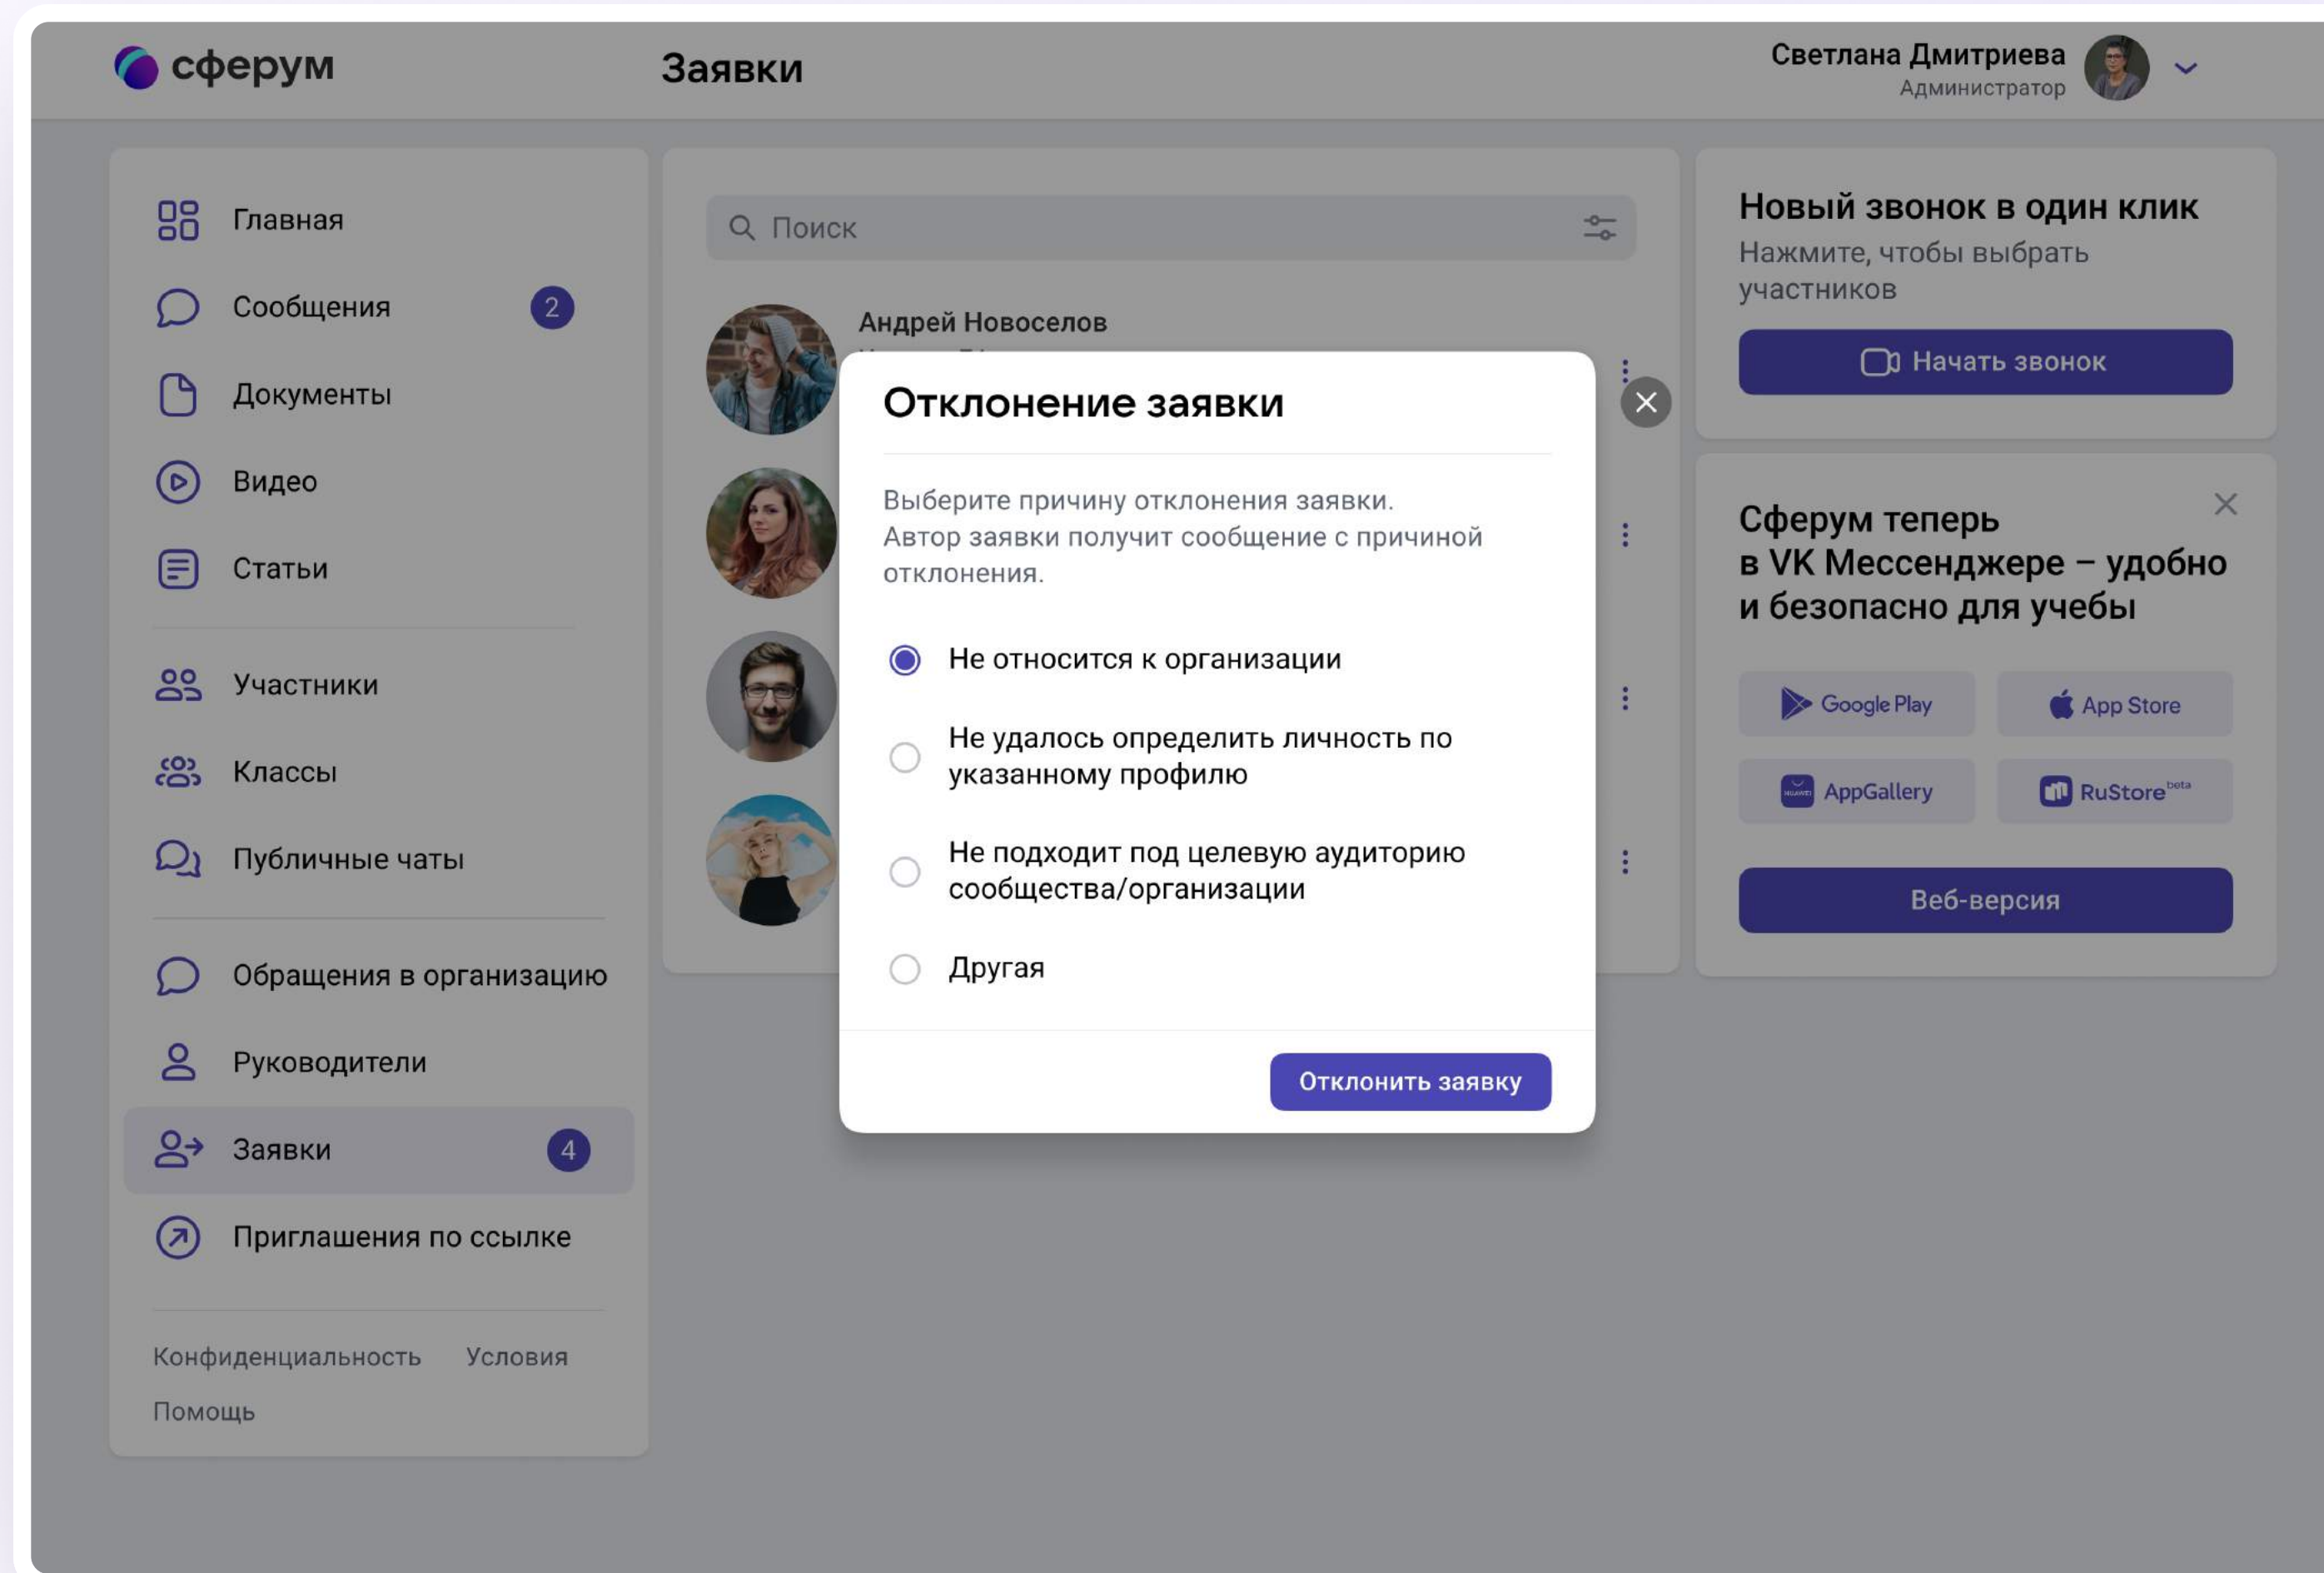 сферум
Заявки
Светлана Дмитриева
Администратор
Главная
Сообщения 2
Документы
Видео
Статьи
Участники
Классы
Публичные чаты
Обращения в организацию
Руководители
Заявки 4
Приглашения по ссылке
Конфиденциальность Условия
Помощь
Поиск
Андрей Новоселов
Отклонение заявки
Выберите причину отклонения заявки.
Автор заявки получит сообщение с причиной
отклонения.
Не относится к организации
Не удалось определить личность по
указанному профилю
Не подходит под целевую аудиторию
сообщества/организации
Другая
Отклонить заявку
Новый звонок в один клик
Нажмите, чтобы выбрать
участников
Начать звонок
Сферум теперь
в VK Мессенджере – удобно
и безопасно для учебы
Google Play App Store
HUAWEI AppGallery RuStore beta
Веб-версия